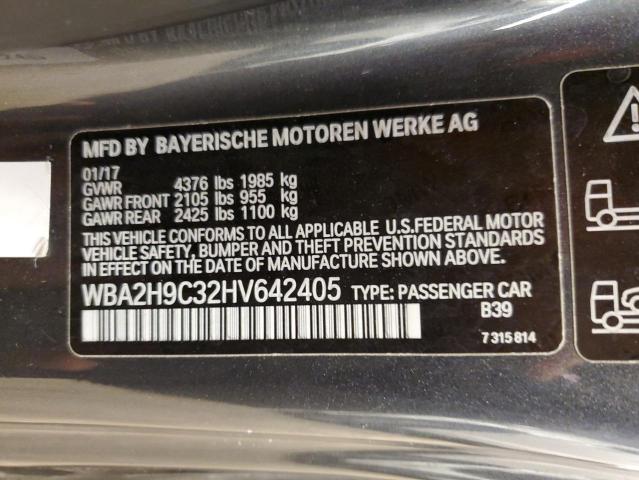 MFD BY BAYERISCHE MOTOREN WERKE AG
01/17
GVWR 4376 lbs 1985 kg
GAWR FRONT 2105 lbs 955 kg
GAWR REAR 2425 lbs 1100 kg
THIS VEHICLE CONFORMS TO ALL APPLICABLE U.S.FEDERAL MOTOR
VEHICLE SAFETY, BUMPER AND THEFT PREVENTION STANDARDS
IN EFFECT ON THE DATE OF MANUFACTURE SHOWN ABOVE.
WBA2H9C32HV642405 TYPE: PASSENGER CAR
B39
7 315 814